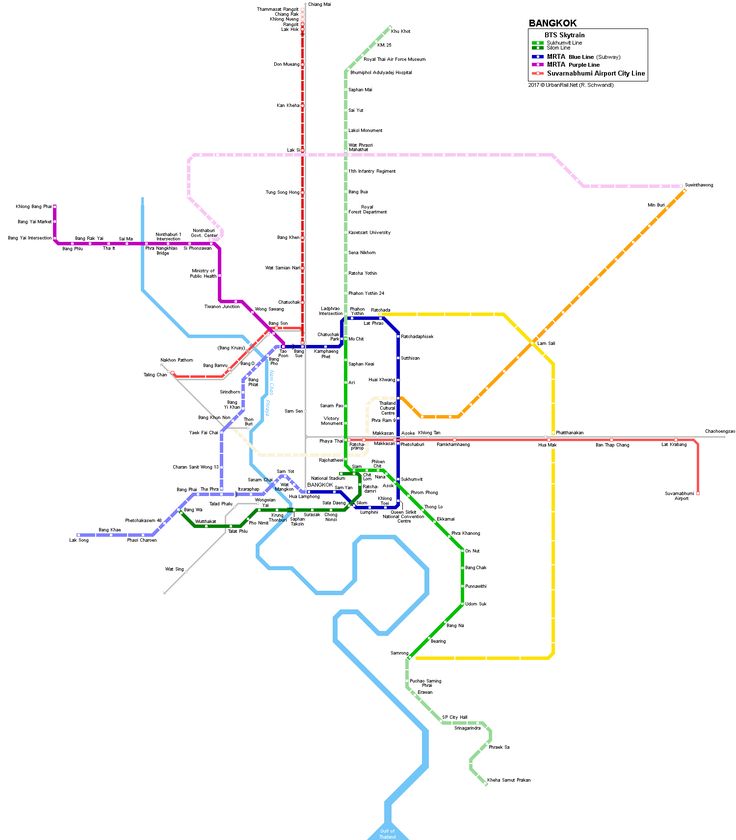 Chiang Mai
Thammasat Rangsit
Chiang Rak
Khlong Nueng
Rangsit
Lak Hok
Don Mueang
Kan Kheha
Lak Si
Tung Song Hong
Bang Khen
Wat Samian Nari
Chatuchak
Khu Khot
KM 25
Royal Thai Air Force Museum
Bhumphol Adulyadej Hospital
Saphan Mai
Sai Yut
Laksi Monument
Wat Phrasri
Mahathat
11th Infantry Regiment
Bang Bua
Royal
Forest Department
Kasetsart University
Sena Nikhom
Ratcha Yothin
Phahon Yothin 24
Ladphrao
Intersection
BANGKOK
BTS Skytrain
Sukhumvit Line
Silom Line
MRTA Blue Line (Subway)
MRTA Purple Line
Suvarnabhumi Airport City Line
2017 © UrbanRail.Net (R. Schwandl)
Suwinthawong
Min Buri
Khlong Bang Phai
Bang Yai Market
Bang Yai Intersection
Bang Phlu
Bang Rak Yai
Tha It
Sai Ma
Phra Nangklao
Bridge
Nonthaburi 1
Intersection
Si Phonsawan
Nonthaburi
Govt. Center
Ministry of
Public Health
Tiwanon Junction
Wong Sawang
Bang Son
Tao
Poon
Bang
Sue
Kamphaeng
Phet
Chatuchak
Park
Phahon
Yothin
Lat Phrao
Ratchada
Ratchadaphisek
Sutthisan
Huai Khwang
Thailand
Cultural
Centre
Phra Ram 9
Phetchaburi
Sukhumvit
Queen Sirikit
National Convention
Centre
Khlong
Toei
Lumphini
Silom
Sam Yan
Hua Lamphong
BANGKOK
Mo Chit
Saphan Kwai
Ari
Sanam Pao
Victory
Monument
Phaya Thai
Ratchathewi
Siam
Chit
Lom
Phloen
Chit
Nana
Asok
Phrom Phong
Thong Lo
Ekkamai
Phra Khanong
On Nut
Bang Chak
Punnawithi
Udom Suk
Bang Na
Bearing
Samrong
Puchao Saming
Phrai
Erawan
SP City Hall
Srinagarindra
Phraek Sa
Kheha Samut Prakan
National Stadium
Ratcha-
damri
Sala Daeng
Chong
Nonsi
Surasak
Saphan
Taksin
Krung
Thonburi
Wongwian
Yai
Pho Nimit
Talat Phlu
Wutthakat
Bang Wa
Ratcha-
prarop
Makkasan
Makkasan
Asoke
Khlong Tan
Ramkhamhaeng
Hua Mak
Phatthanakan
Ban Thap Chang
Lat Krabang
Chachoengsao
Suvarnabhumi
Airport
Lam Sali
(Bang Kruay)
Nakhon Pathom
Taling Chan
Bang Bamru
Bang O
Bang
Pho
Bang
Phlat
Sirindhorn
Bang
Yi Khan
Bang Khun Non
Thon
Buri
Yaek Fai Chai
Charan Sanit Wong 13
Bang Phai
Tha Phra
Itsaraphap
Sanam Chai
Sam Yot
Wat
Mangkon
Talad Phalu
Phetchakasem 48
Bang Khae
Phasi Charoen
Lak Song
Sam Sen
Wat Sing
Gulf of
Thailand